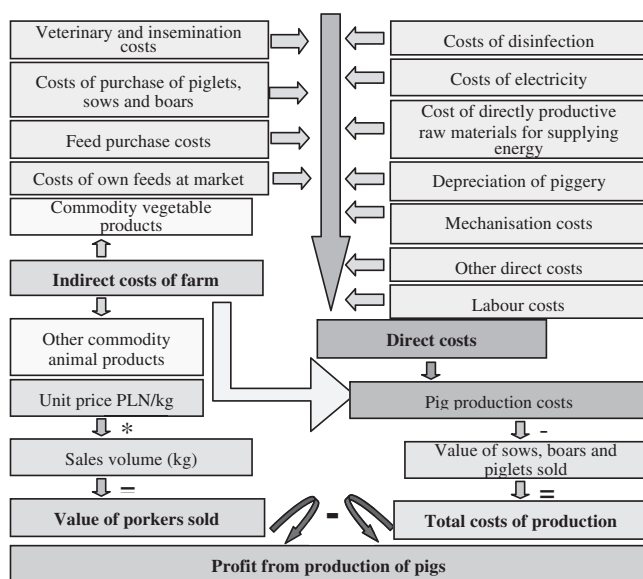 Veterinary and insemination
costs
Costs of purchase of piglets,
sows and boars
Feed purchase costs
Costs of own feeds at market
Commodity vegetable
products
Indirect costs of farm
Other commodity
animal products
Unit price PLN/kg
*
Sales volume (kg)
=
Value of porkers sold
Costs of disinfection
Costs of electricity
Cost of directly productive
raw materials for supplying
energy
Depreciation of piggery
Mechanisation costs
Other direct costs
Labour costs
Direct costs
Pig production costs
-
Value of sows, boars and
piglets sold
=
Total costs of production
-
Profit from production of pigs